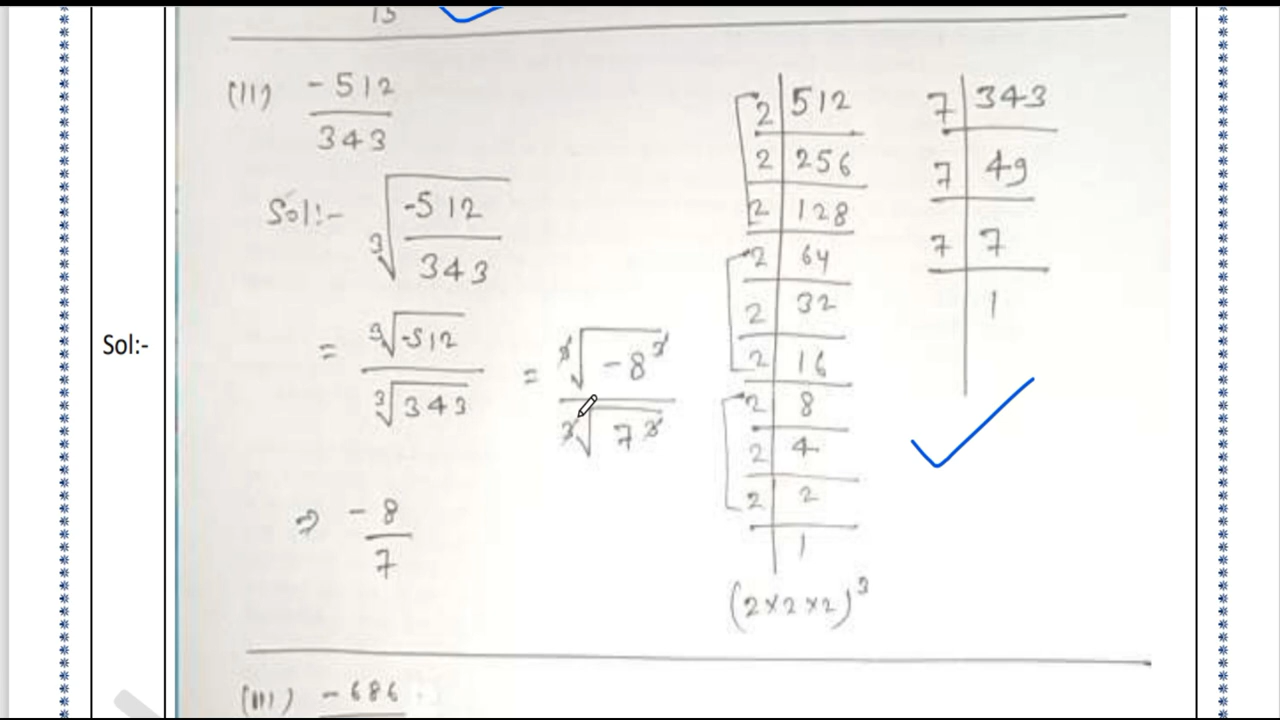 13
(II) -512
343
Sol:- ∛-512
343
= ∛-512
∛343
= ∛-8³
∛7³
⇒ -8
7
2 | 512
2 | 256
2 | 128
2 | 64
2 | 32
2 | 16
2 | 8
2 | 4
2 | 2
1
(2×2×2)³
7 | 343
7 | 49
7 | 7
1
Sol:-
(III) -686